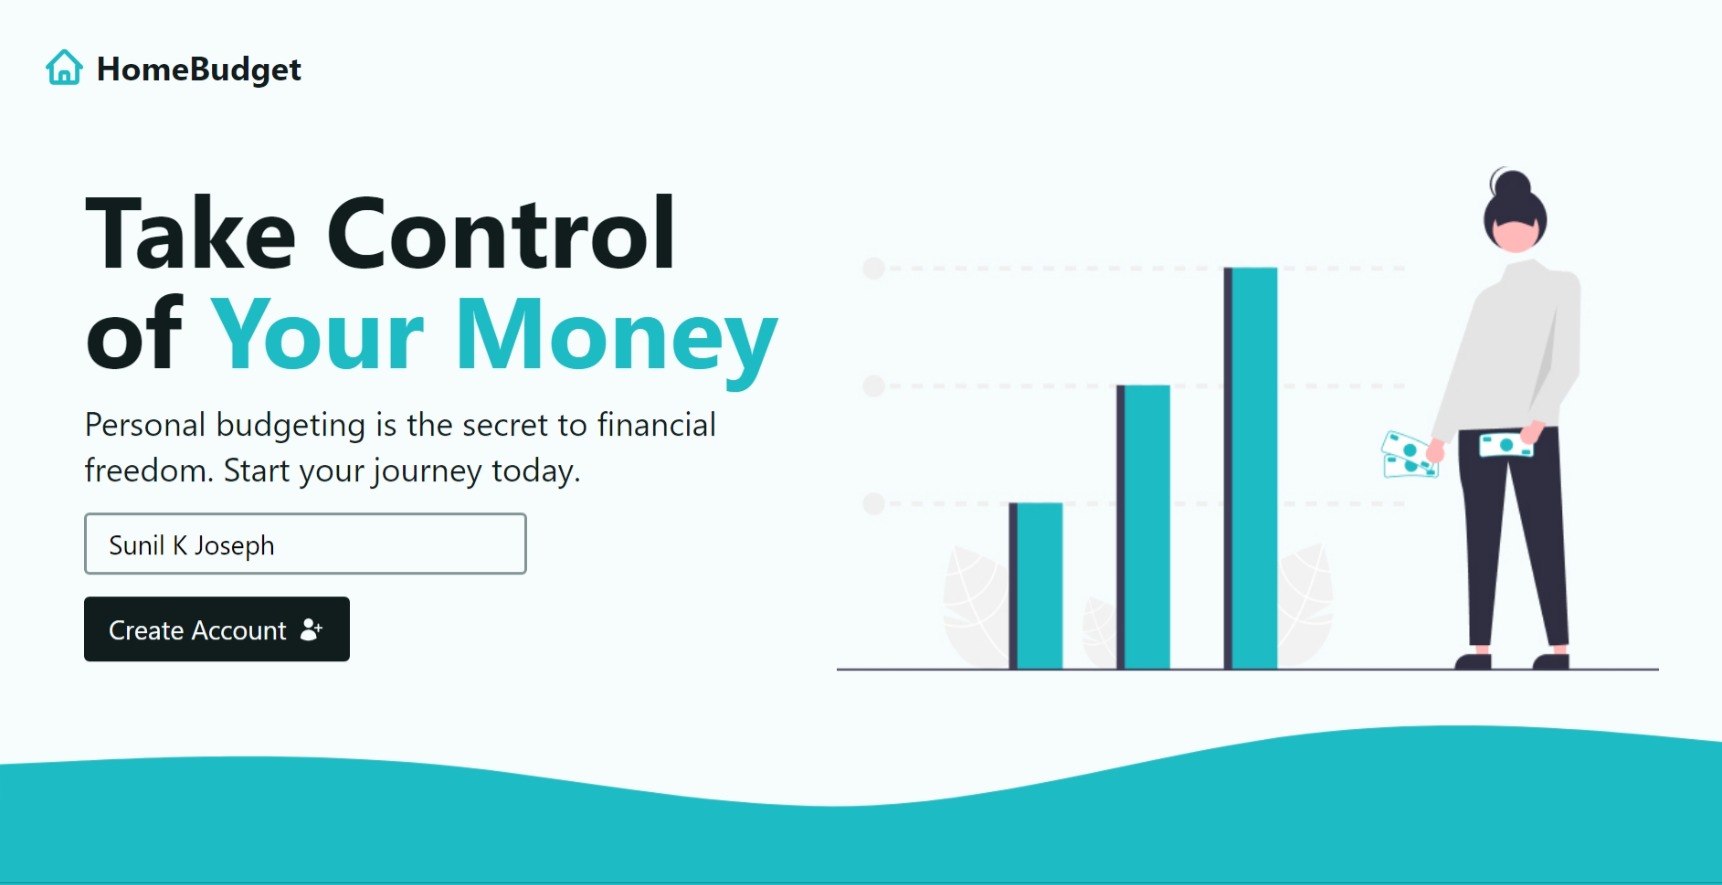 HomeBudget
Take Control
of Your Money
Personal budgeting is the secret to financial
freedom. Start your journey today.
Sunil K Joseph
Create Account